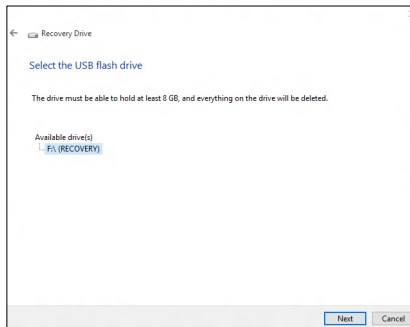 Recovery Drive
Select the USB flash drive
The drive must be able to hold at least 8 GB, and everything on the drive will be deleted.
Available drive(s)
F:\ (RECOVERY)
Next Cancel